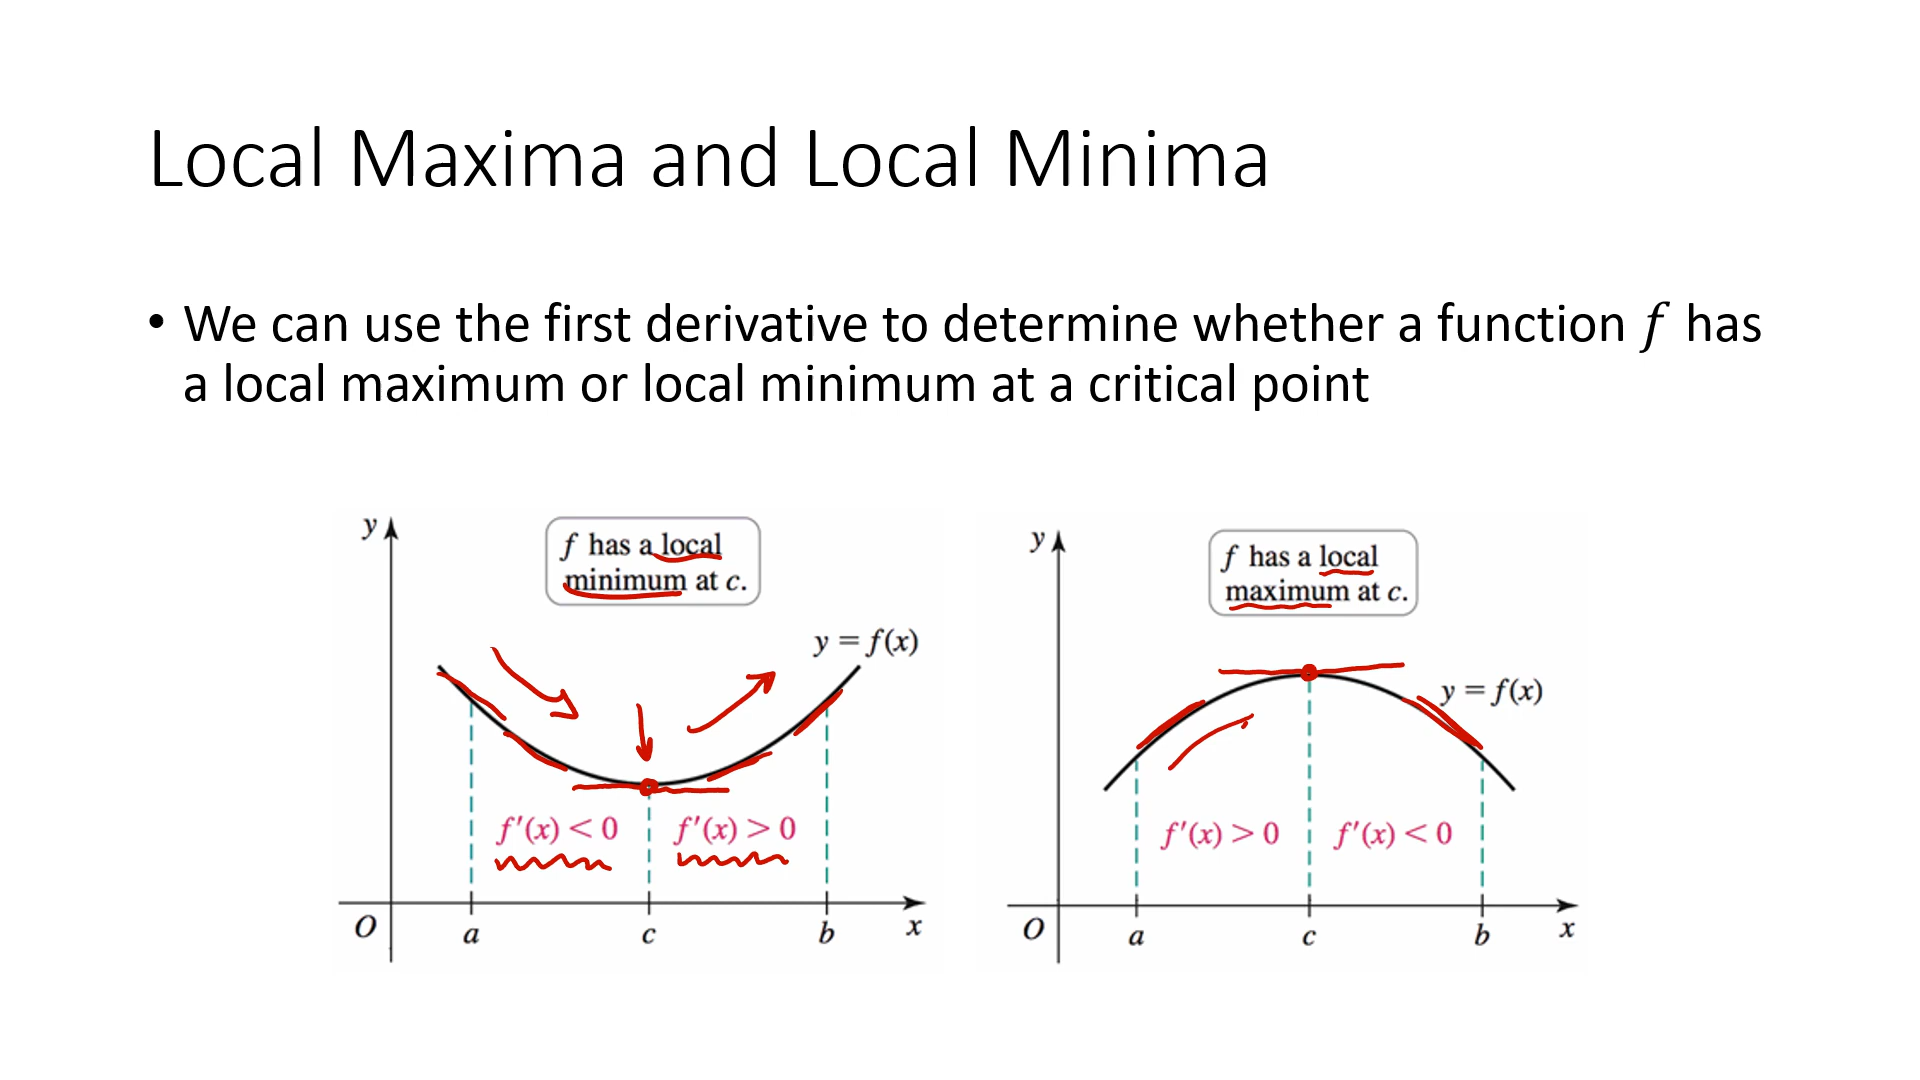 Local Maxima and Local Minima
• We can use the first derivative to determine whether a function f has
a local maximum or local minimum at a critical point
y
f has a local
minimum at c.
y = f(x)
f'(x) < 0
f'(x) > 0
O
a
c
b
x
y
f has a local
maximum at c.
y = f(x)
f'(x) > 0
f'(x) < 0
O
a
c
b
x